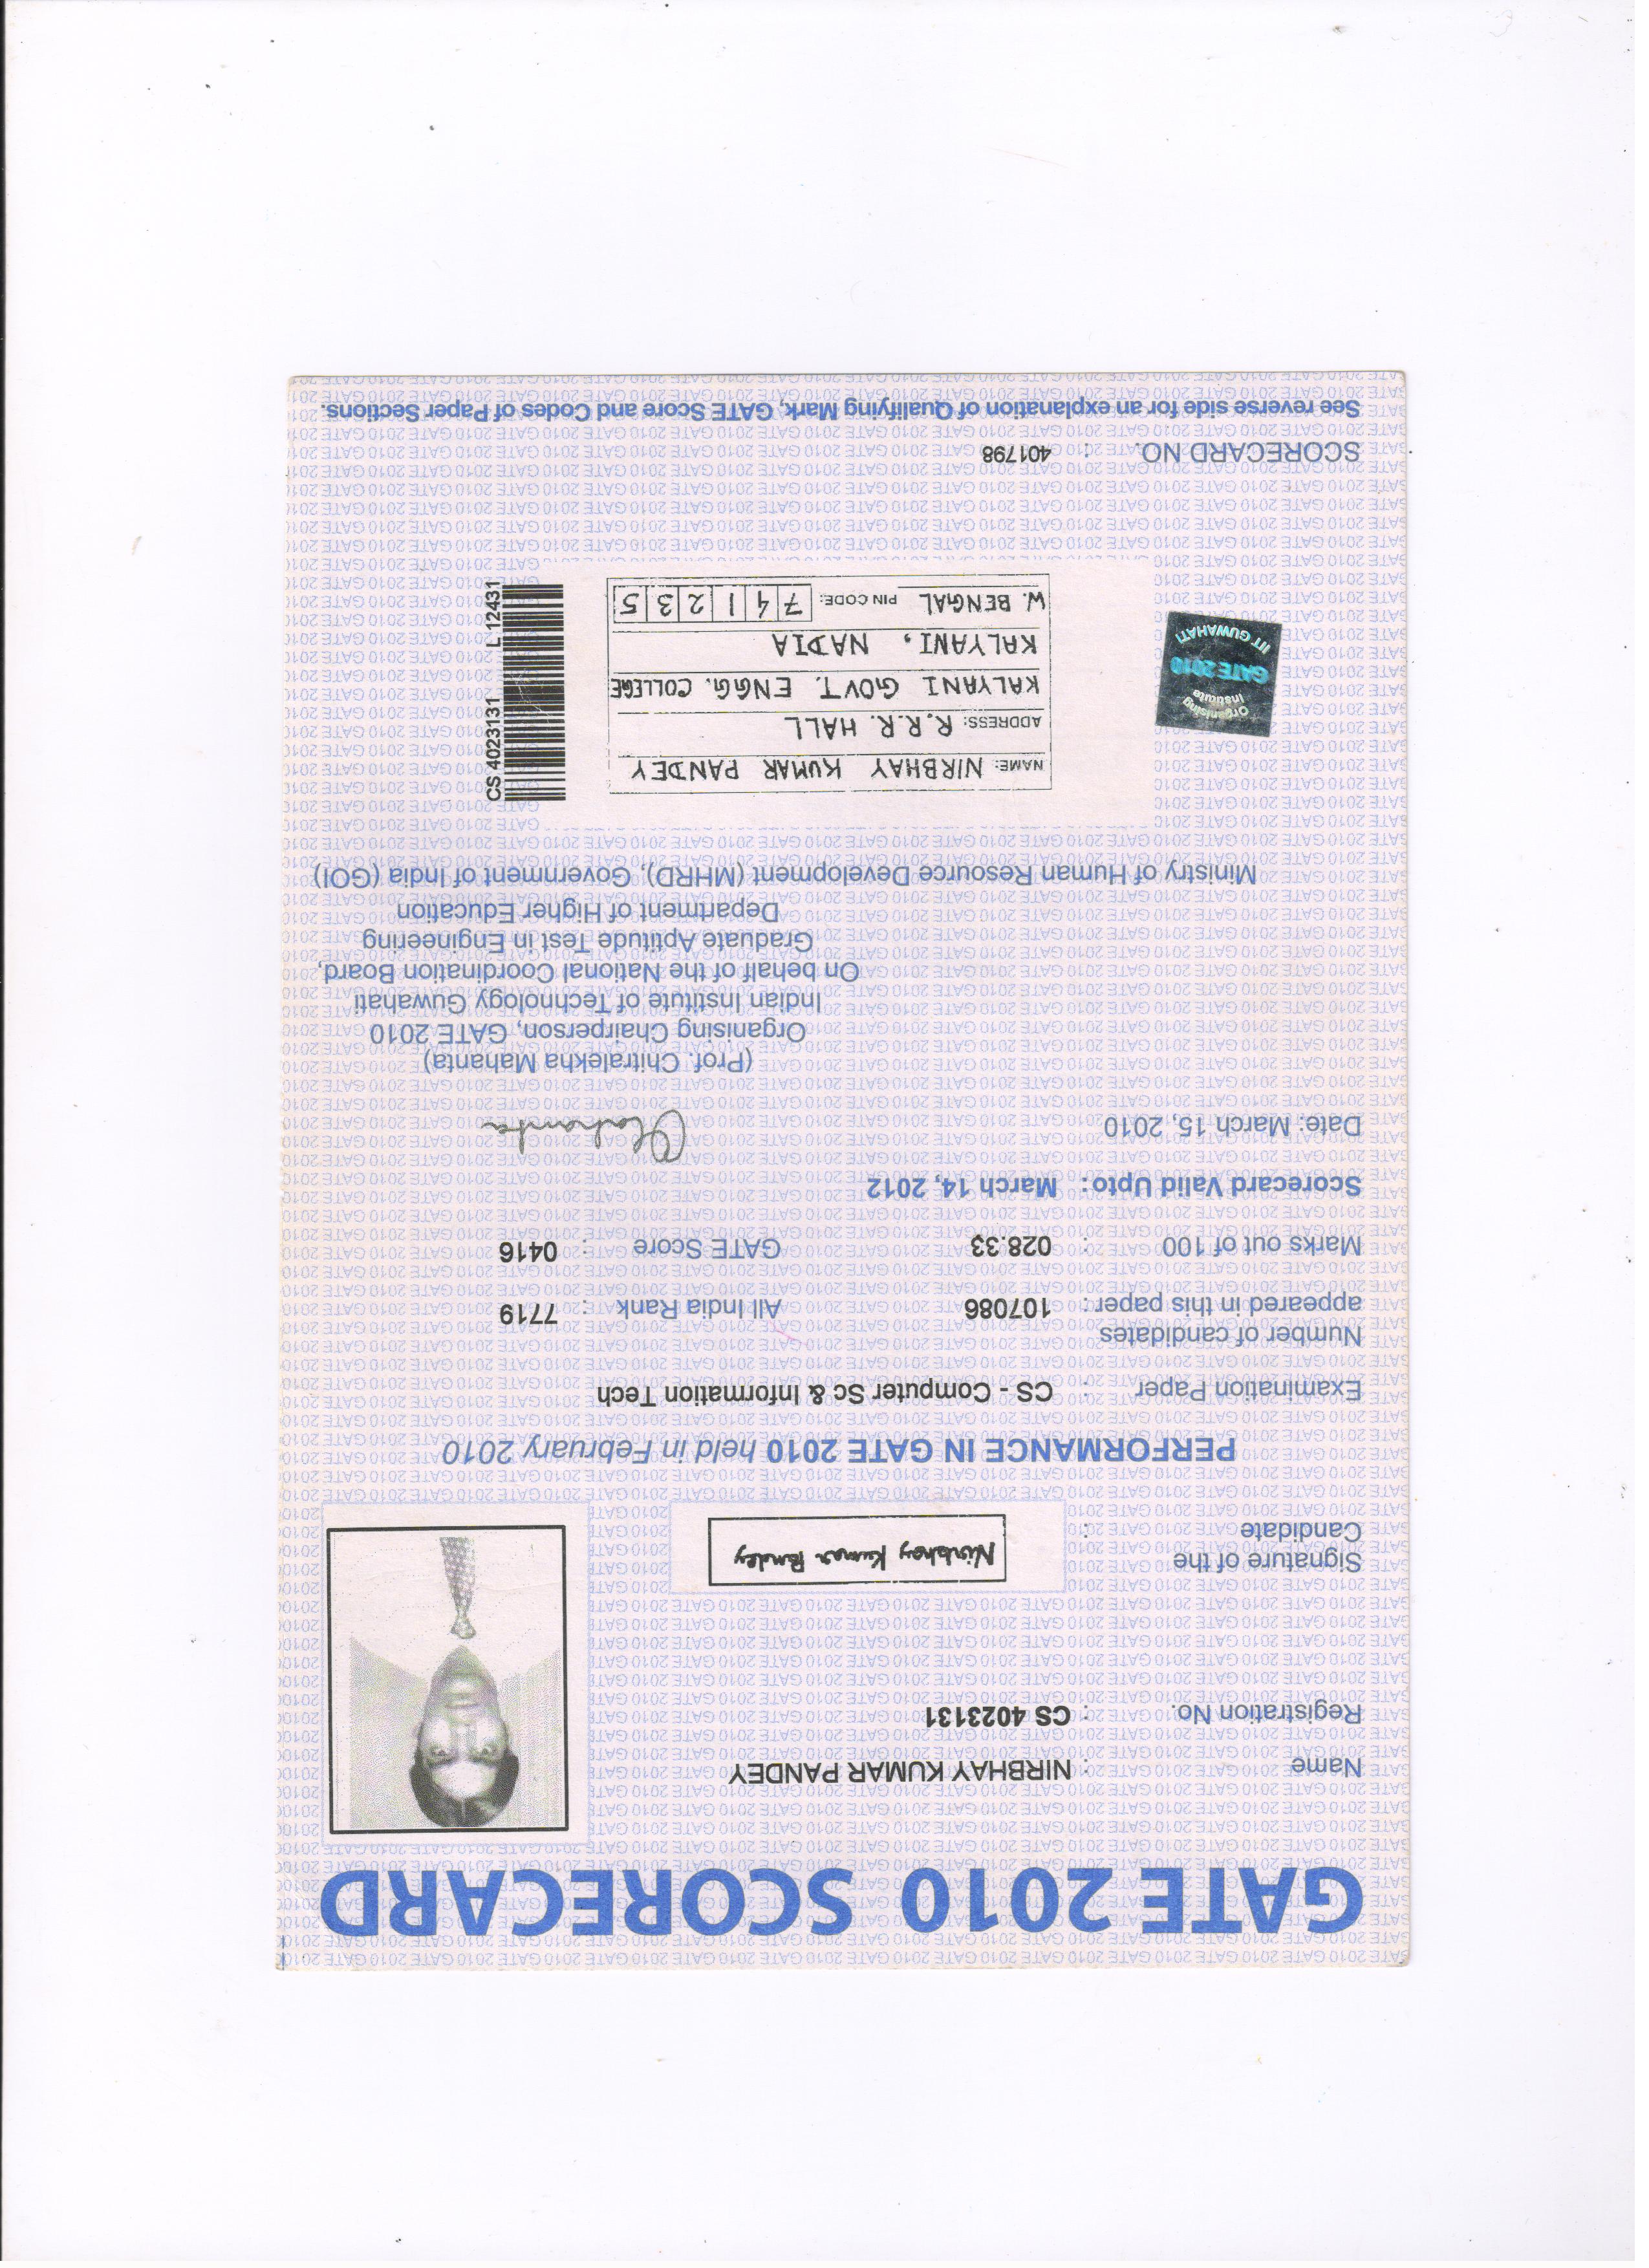 GATE 2010 SCORECARD
Name : NIRBHAY KUMAR PANDEY
Registration No. : CS 4023131
Signature of the Candidate : Nirbhay Kumar Pandey
PERFORMANCE IN GATE 2010 held in February 2010
Examination Paper : CS - Computer Sc & Information Tech
Number of candidates
appeared in this paper : 107086 All India Rank : 7719
Marks out of 100 : 028.33 GATE Score : 0416
Scorecard Valid Upto : March 14, 2012
Date: March 15, 2010
Mahanta
(Prof. Chitralekha Mahanta)
Organising Chairperson, GATE 2010
Indian Institute of Technology Guwahati
On behalf of the National Coordination Board,
Graduate Aptitude Test in Engineering
Department of Higher Education
Ministry of Human Resource Development (MHRD), Government of India (GOI)
Organising
Institute
GATE 2010
IIT GUWAHATI
NAME: NIRBHAY KUMAR PANDEY
ADDRESS: R.R.R. HALL
KALYANI GOVT. ENGG. COLLEGE
KALYANI, NADIA
W. BENGAL PIN CODE: 741235
CS 4023131 L 12431
SCORECARD NO. : 401798
See reverse side for an explanation of Qualifying Mark, GATE Score and Codes of Paper Sections.